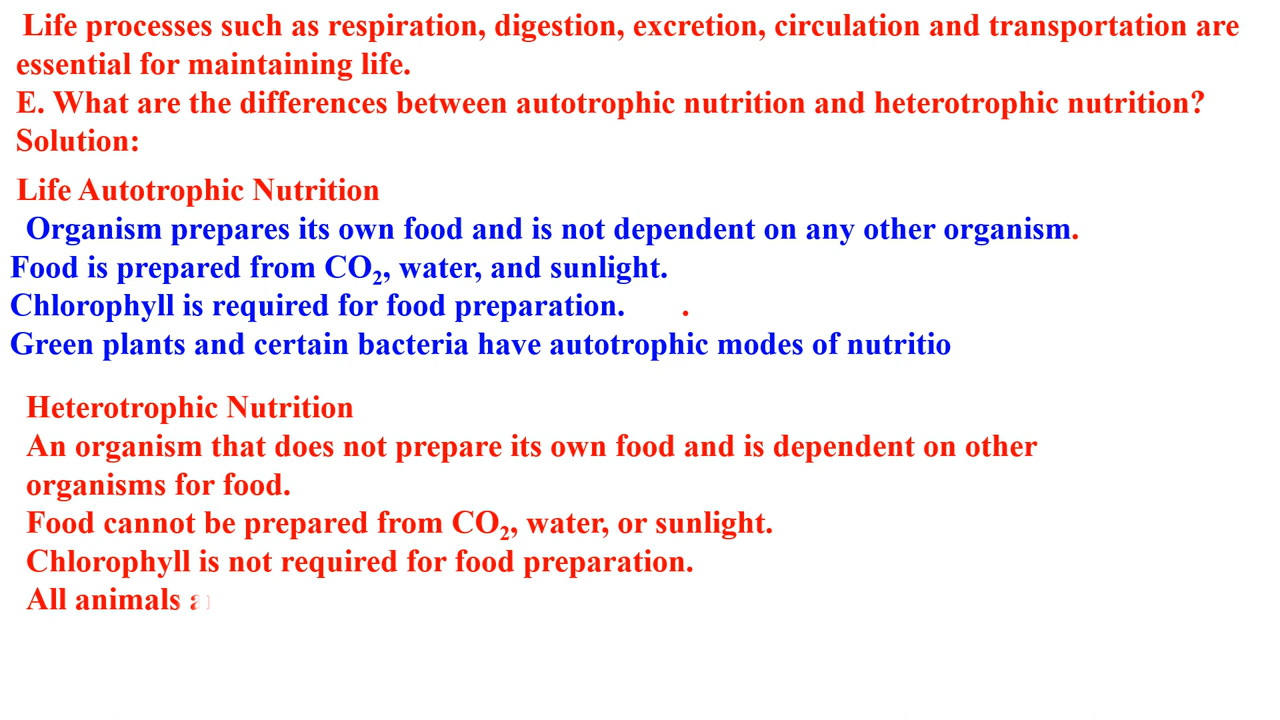 Life processes such as respiration, digestion, excretion, circulation and transportation are
essential for maintaining life.
E. What are the differences between autotrophic nutrition and heterotrophic nutrition?
Solution:
Life Autotrophic Nutrition
Organism prepares its own food and is not dependent on any other organism.
Food is prepared from CO₂, water, and sunlight.
Chlorophyll is required for food preparation. .
Green plants and certain bacteria have autotrophic modes of nutritio
Heterotrophic Nutrition
An organism that does not prepare its own food and is dependent on other
organisms for food.
Food cannot be prepared from CO₂, water, or sunlight.
Chlorophyll is not required for food preparation.
All animals